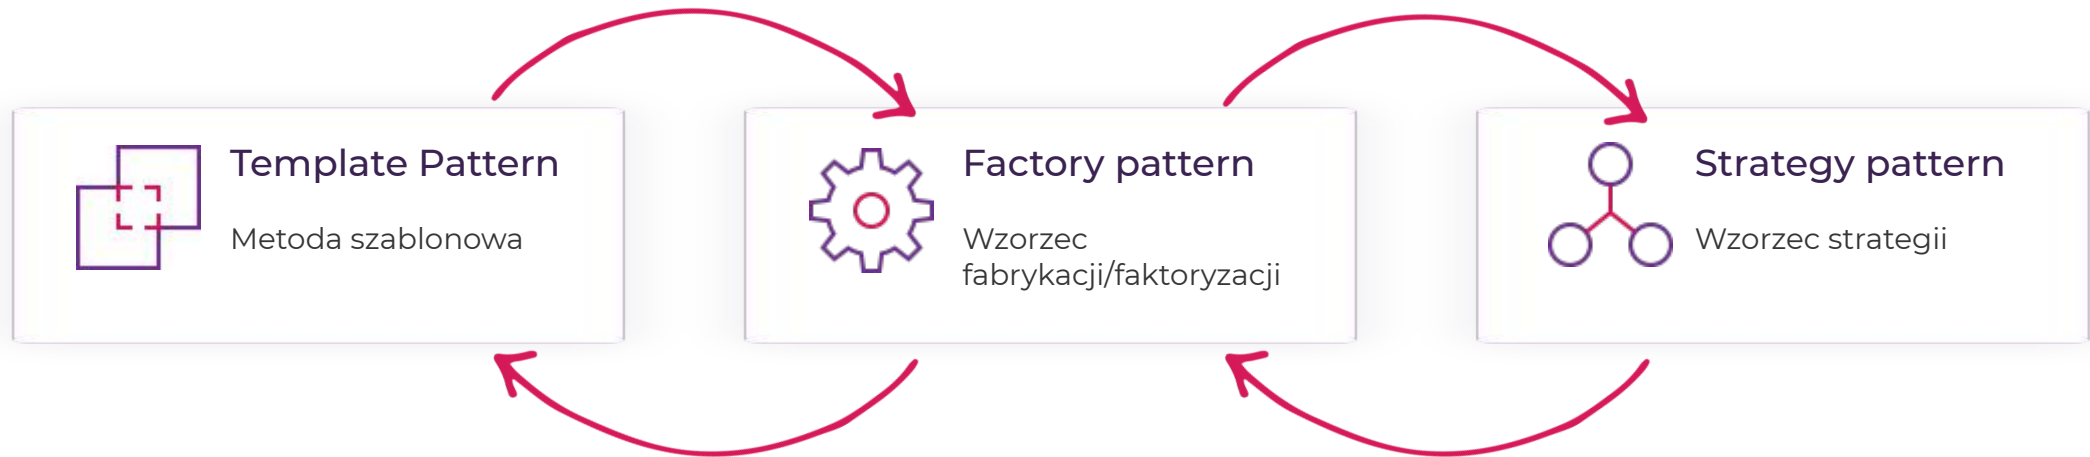 Template Pattern
Metoda szablonowa
Factory pattern
Wzorzec
fabrykacji/faktoryzacji
Strategy pattern
Wzorzec strategii